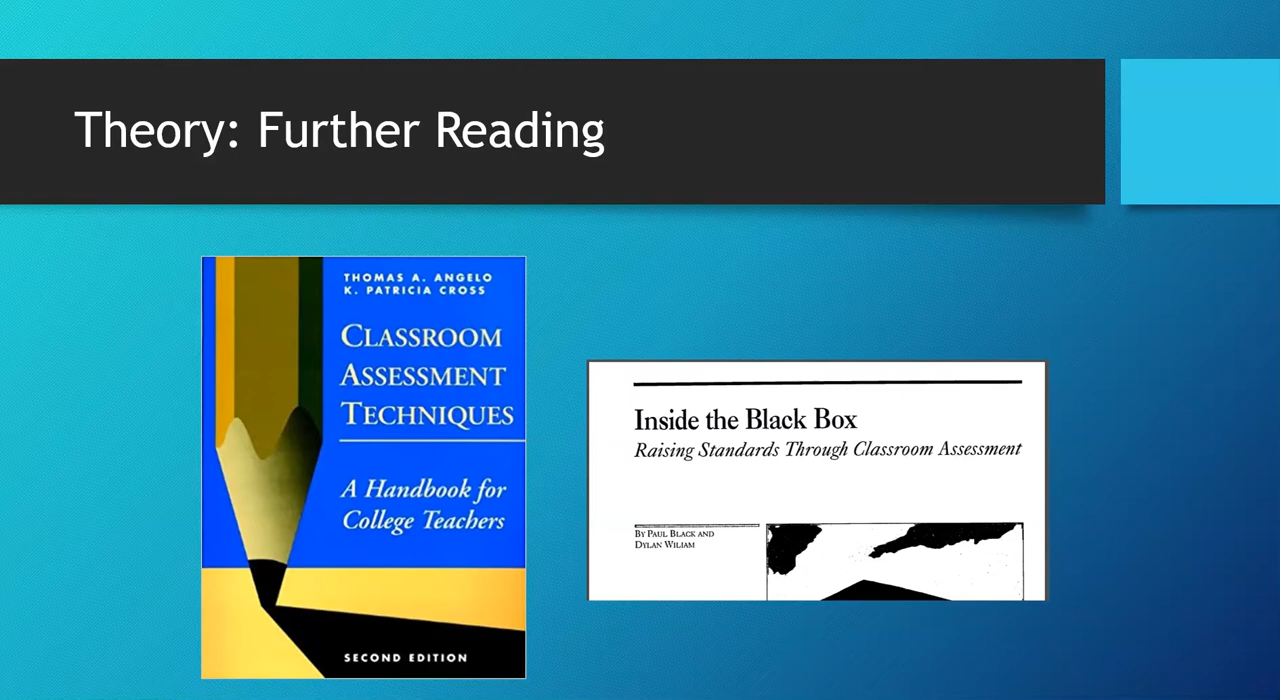 Theory: Further Reading
THOMAS A. ANGELO
K. PATRICIA CROSS
CLASSROOM
ASSESSMENT
TECHNIQUES
A Handbook for
College Teachers
SECOND EDITION
Inside the Black Box
Raising Standards Through Classroom Assessment
BY PAUL BLACK AND
DYLAN WILIAM